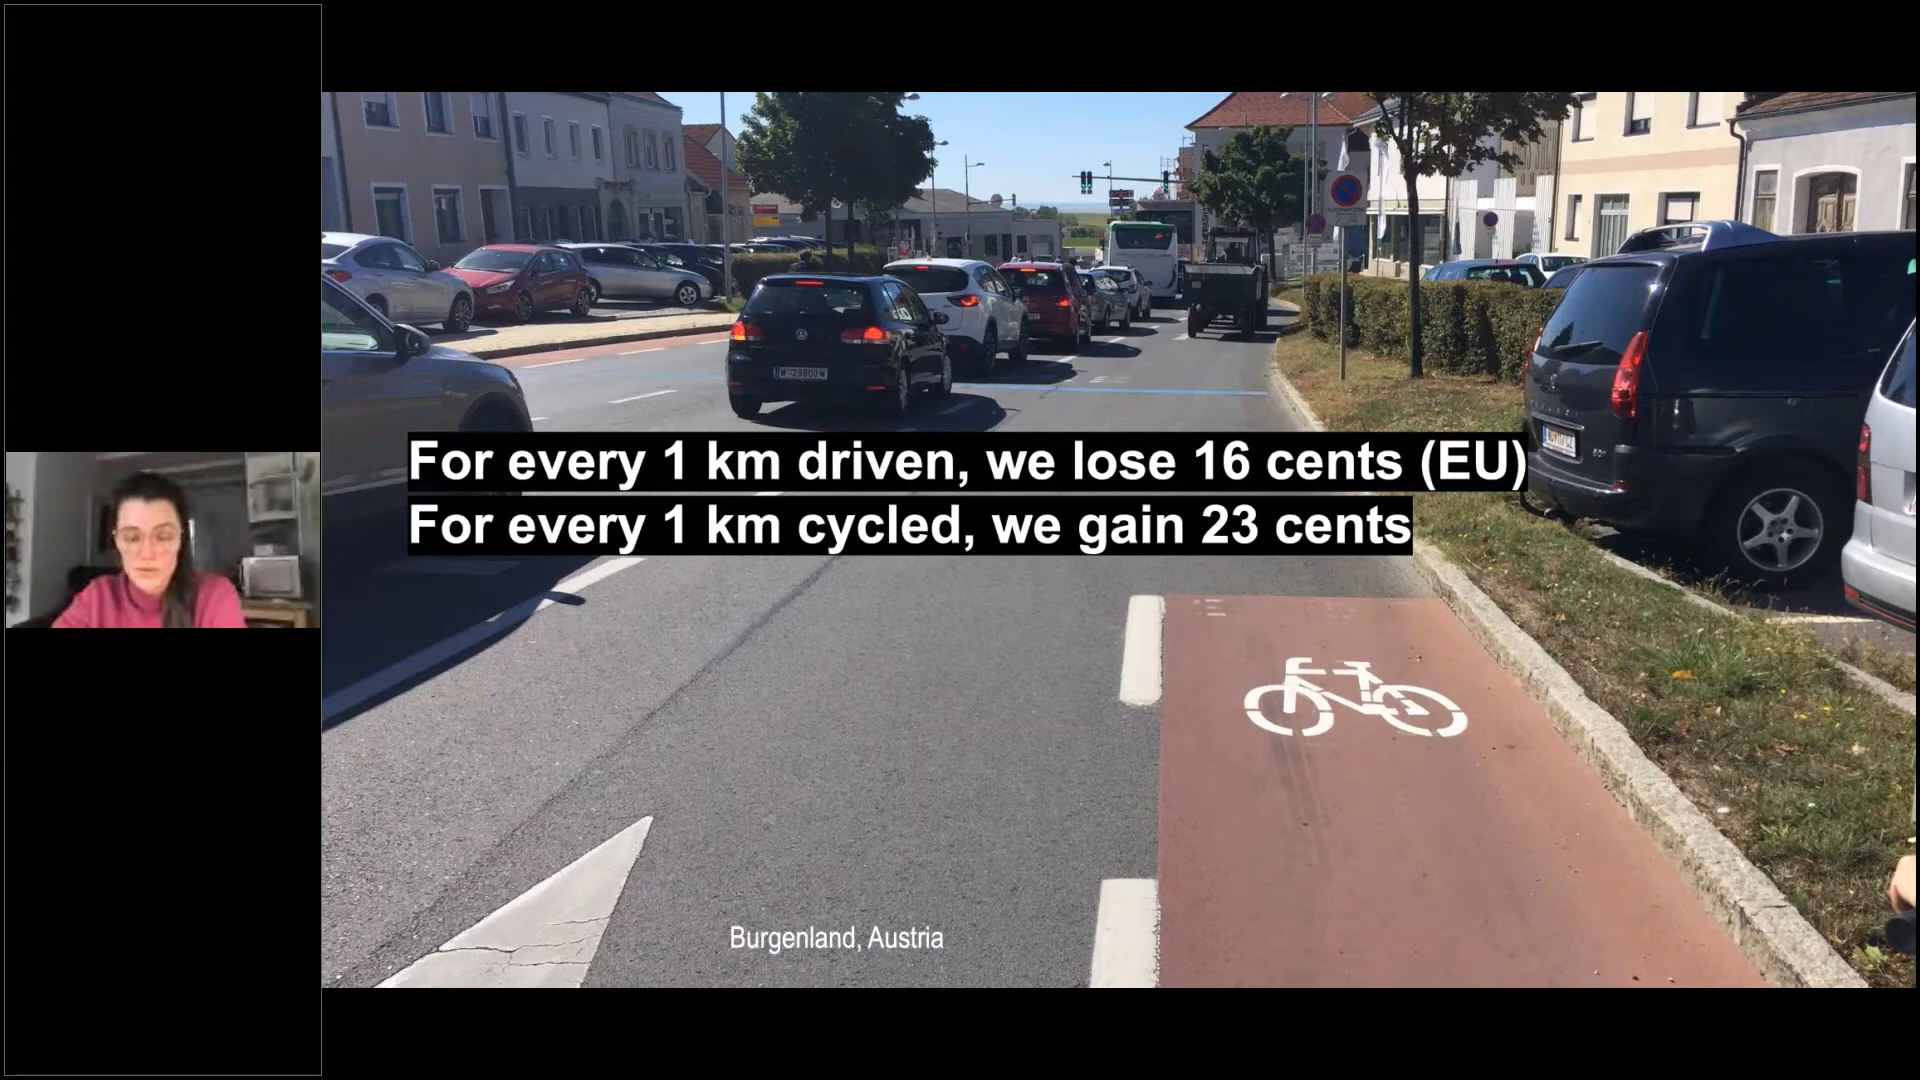 For every 1 km driven, we lose 16 cents (EU)
For every 1 km cycled, we gain 23 cents
Burgenland, Austria